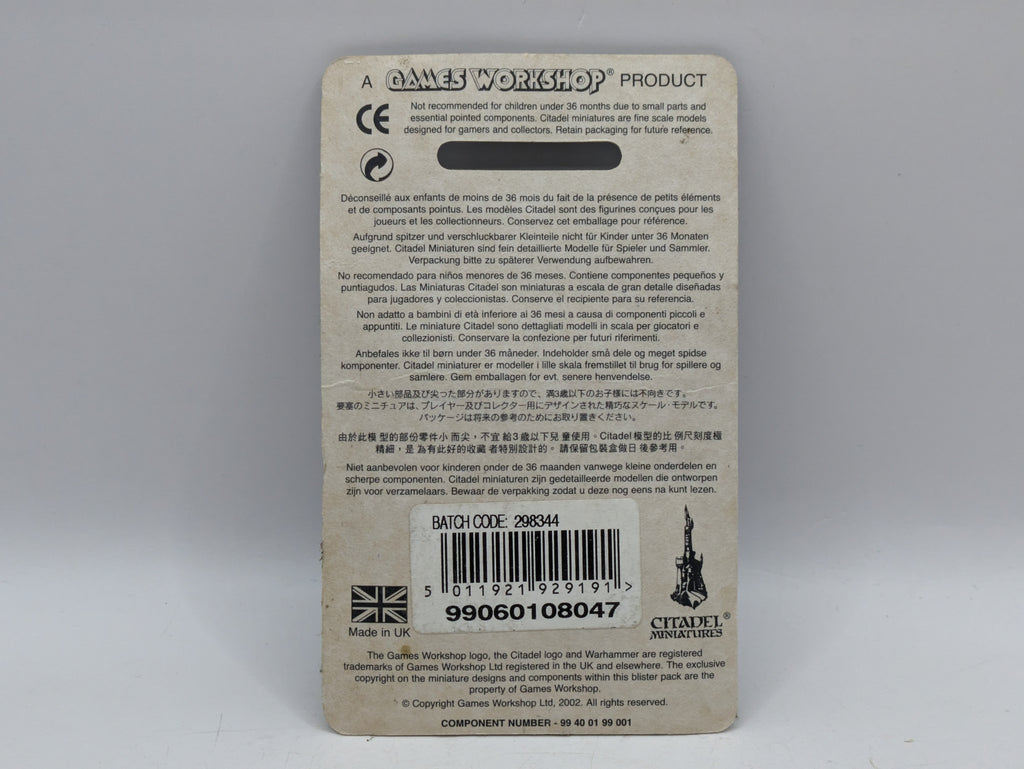 A GAMES WORKSHOP® PRODUCT
CE
Not recommended for children under 36 months due to small parts and
essential pointed components. Citadel miniatures are fine scale models
designed for gamers and collectors. Retain packaging for future reference.
Déconseillé aux enfants de moins de 36 mois du fait de la présence de petits éléments
et de composants pointus. Les modèles Citadel sont des figurines conçues pour les
joueurs et les collectionneurs. Conservez cet emballage pour référence.
Aufgrund spitzer und verschluckbarer Kleinteile nicht für Kinder unter 36 Monaten
geeignet. Citadel Miniaturen sind fein detaillierte Modelle für Spieler und Sammler.
Verpackung bitte zu späterer Verwendung aufbewahren.
No recomendado para niños menores de 36 meses. Contiene componentes pequeños y
puntiagudos. Las Miniaturas Citadel son miniaturas a escala de gran detalle diseñadas
para jugadores y coleccionistas. Conserve el recipiente para su referencia.
Non adatto a bambini di età inferiore ai 36 mesi a causa di componenti piccoli e
appuntiti. Le miniature Citadel sono dettagliati modelli in scala per giocatori e
collezionisti. Conservare la confezione per futuri riferimenti.
Anbefales ikke til børn under 36 måneder. Indeholder små dele og meget spidse
komponenter. Citadel miniaturer er modeller i lille skala fremstillet til brug for spillere og
samlere. Gem emballagen for evt. senere henvendelse.
小さい部品及び尖った部分がありますので、満3歳以下のお子様には不向きです。
要塞のミニチュアは、プレイヤー及びコレクター用にデザインされた精巧なスケール・モデルです。
パッケージは将来の参考のためにお取り置きください。
由於此模 型的部份零件小 而尖，不宜 給3歲以下兒 童使用。Citadel 模型的比 例尺刻度極
精細，是 為有此好的收藏 者特別設計的。 請保留包裝盒做日 後參考用。
Niet aanbevolen voor kinderen onder de 36 maanden vanwege kleine onderdelen en
scherpe componenten. Citadel miniaturen zijn gedetailleerde modellen die ontworpen
zijn voor verzamelaars. Bewaar de verpakking zodat u deze nog eens na kunt lezen.
BATCH CODE: 298344
5 011921 929191 >
99060108047
Made in UK
CITADEL®
MINIATURES
The Games Workshop logo, the Citadel logo and Warhammer are registered
trademarks of Games Workshop Ltd registered in the UK and elsewhere. The exclusive
copyright on the miniature designs and components within this blister pack are the
property of Games Workshop.
© Copyright Games Workshop Ltd, 2002. All rights reserved.
COMPONENT NUMBER - 99 40 01 99 001